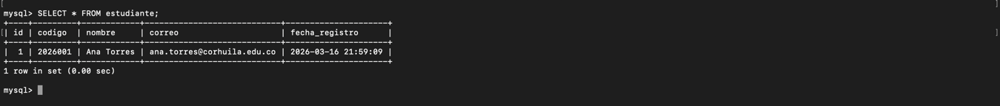 mysql> SELECT * FROM estudiante;
+----+---------+------------+----------------------------+---------------------+
| id | codigo  | nombre     | correo                     | fecha_registro      |
+----+---------+------------+----------------------------+---------------------+
|  1 | 2026001 | Ana Torres | ana.torres@corhuila.edu.co | 2026-03-16 21:59:09 |
+----+---------+------------+----------------------------+---------------------+
1 row in set (0.00 sec)
mysql>